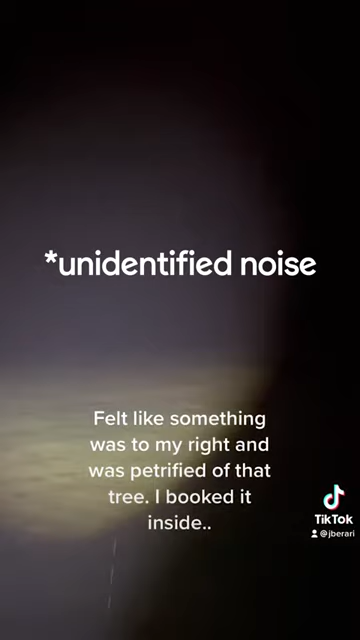 *unidentified noise
Felt like something
was to my right and
was petrified of that
tree. I booked it
inside..
TikTok
@jberari